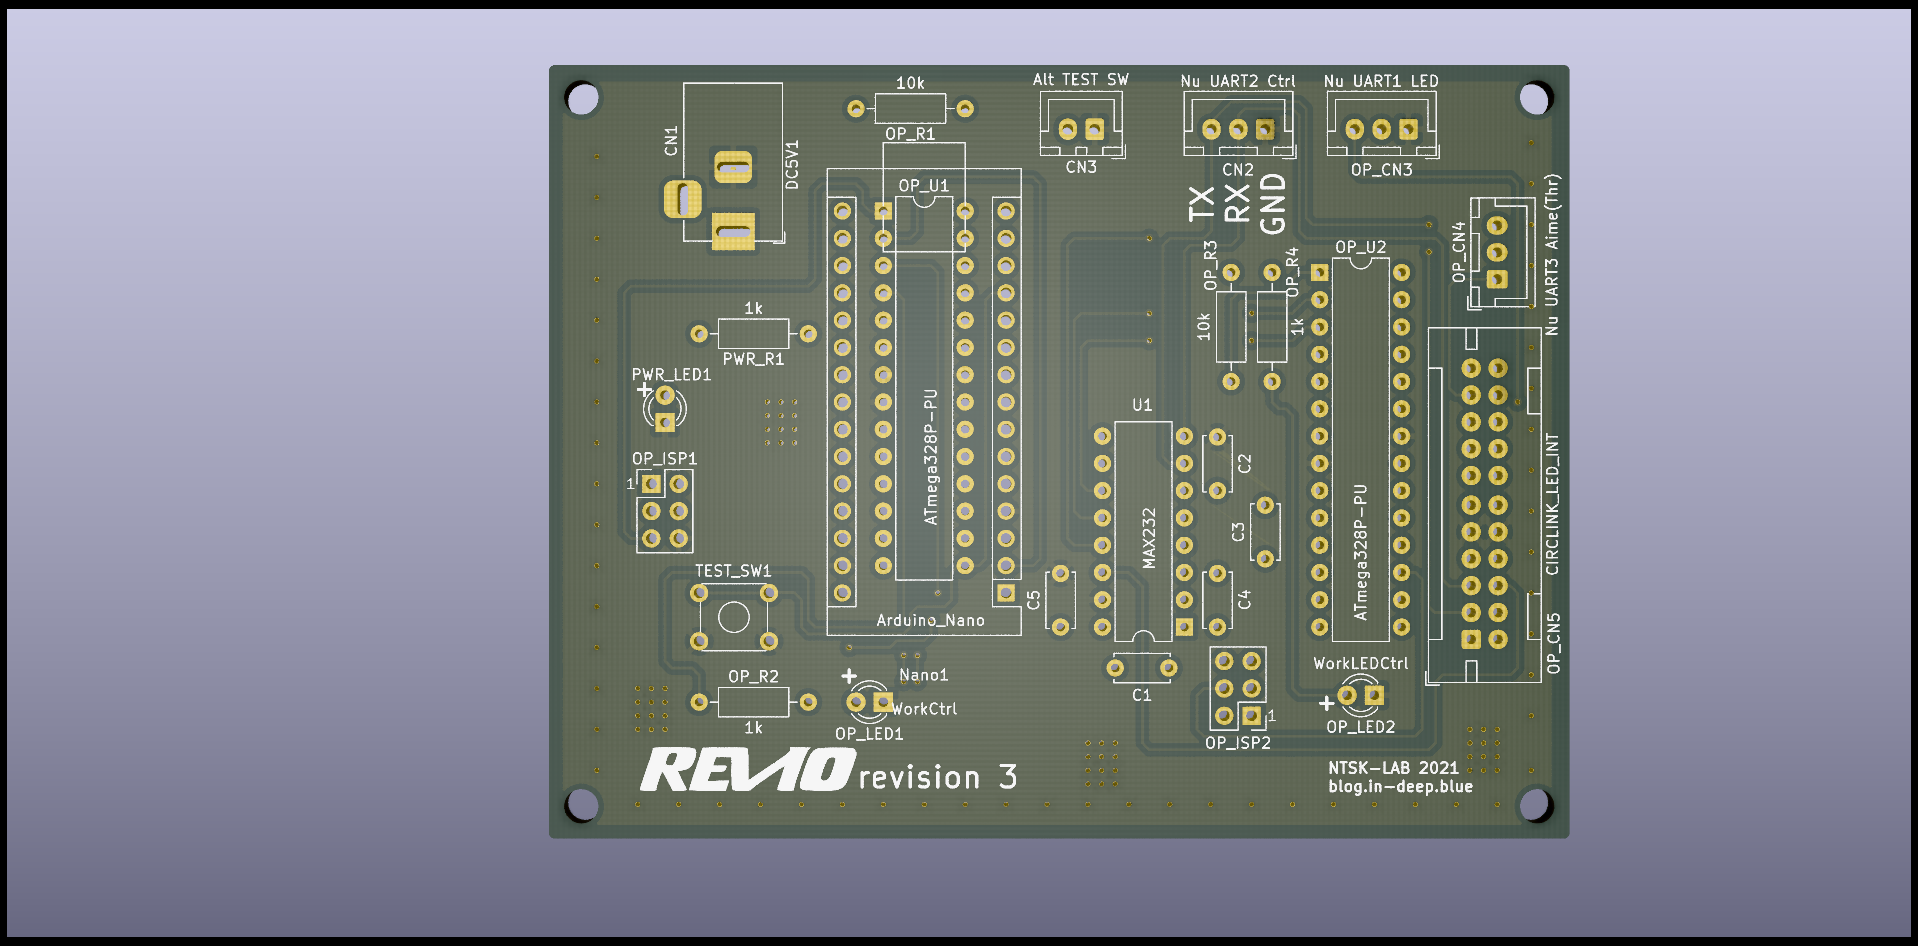 10k
OP_R1
Alt TEST SW
CN3
Nu UART2 Ctrl
CN2
Nu UART1 LED
OP_CN3
CN1
DC5V1
OP_U1
TX
RX
GND
OP_CN4
Nu UART3 Aime(Thr)
OP_R3
OP_R4
OP_U2
10k
1k
1k
PWR_R1
PWR_LED1
+
ATmega328P-PU
U1
C2
OP_ISP1
1
MAX232
C3
ATmega328P-PU
CIRCLINK_LED_INT
TEST_SW1
C5
C4
Arduino_Nano
OP_CN5
OP_R2
1k
+
Nano1
WorkCtrl
OP_LED1
C1
1
OP_ISP2
WorkLEDCtrl
+
OP_LED2
REVIO revision 3
NTSK-LAB 2021
blog.in-deep.blue